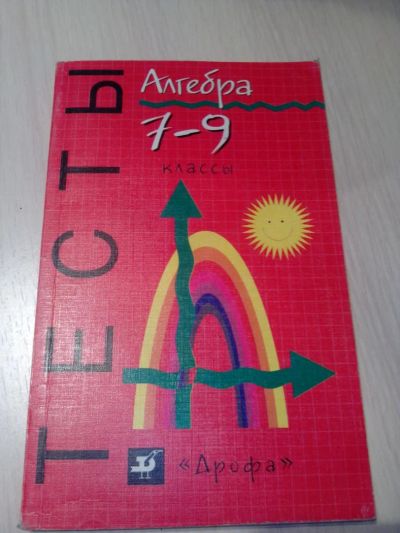 ТЕСТЫ
Алгебра
7-9
классы
«Дрофа»